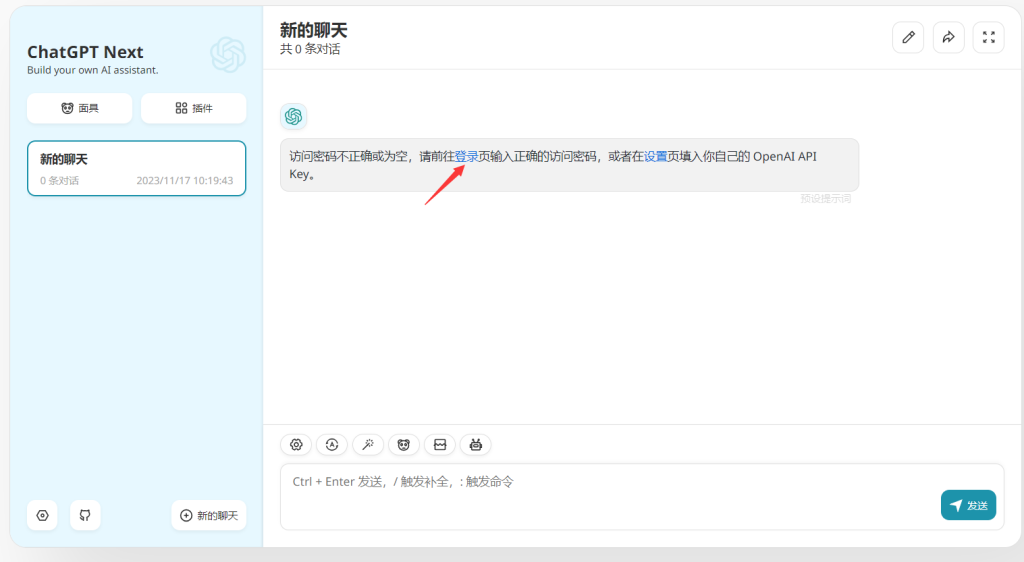 ChatGPT Next
Build your own AI assistant.
面具
插件
新的聊天
0 条对话
2023/11/17 10:19:43
新的聊天
新的聊天
共 0 条对话
访问密码不正确或为空，请前往登录页输入正确的访问密码，或者在设置页填入你自己的 OpenAI API
Key。
预设提示词
A
Ctrl + Enter 发送，/ 触发补全，: 触发命令
发送